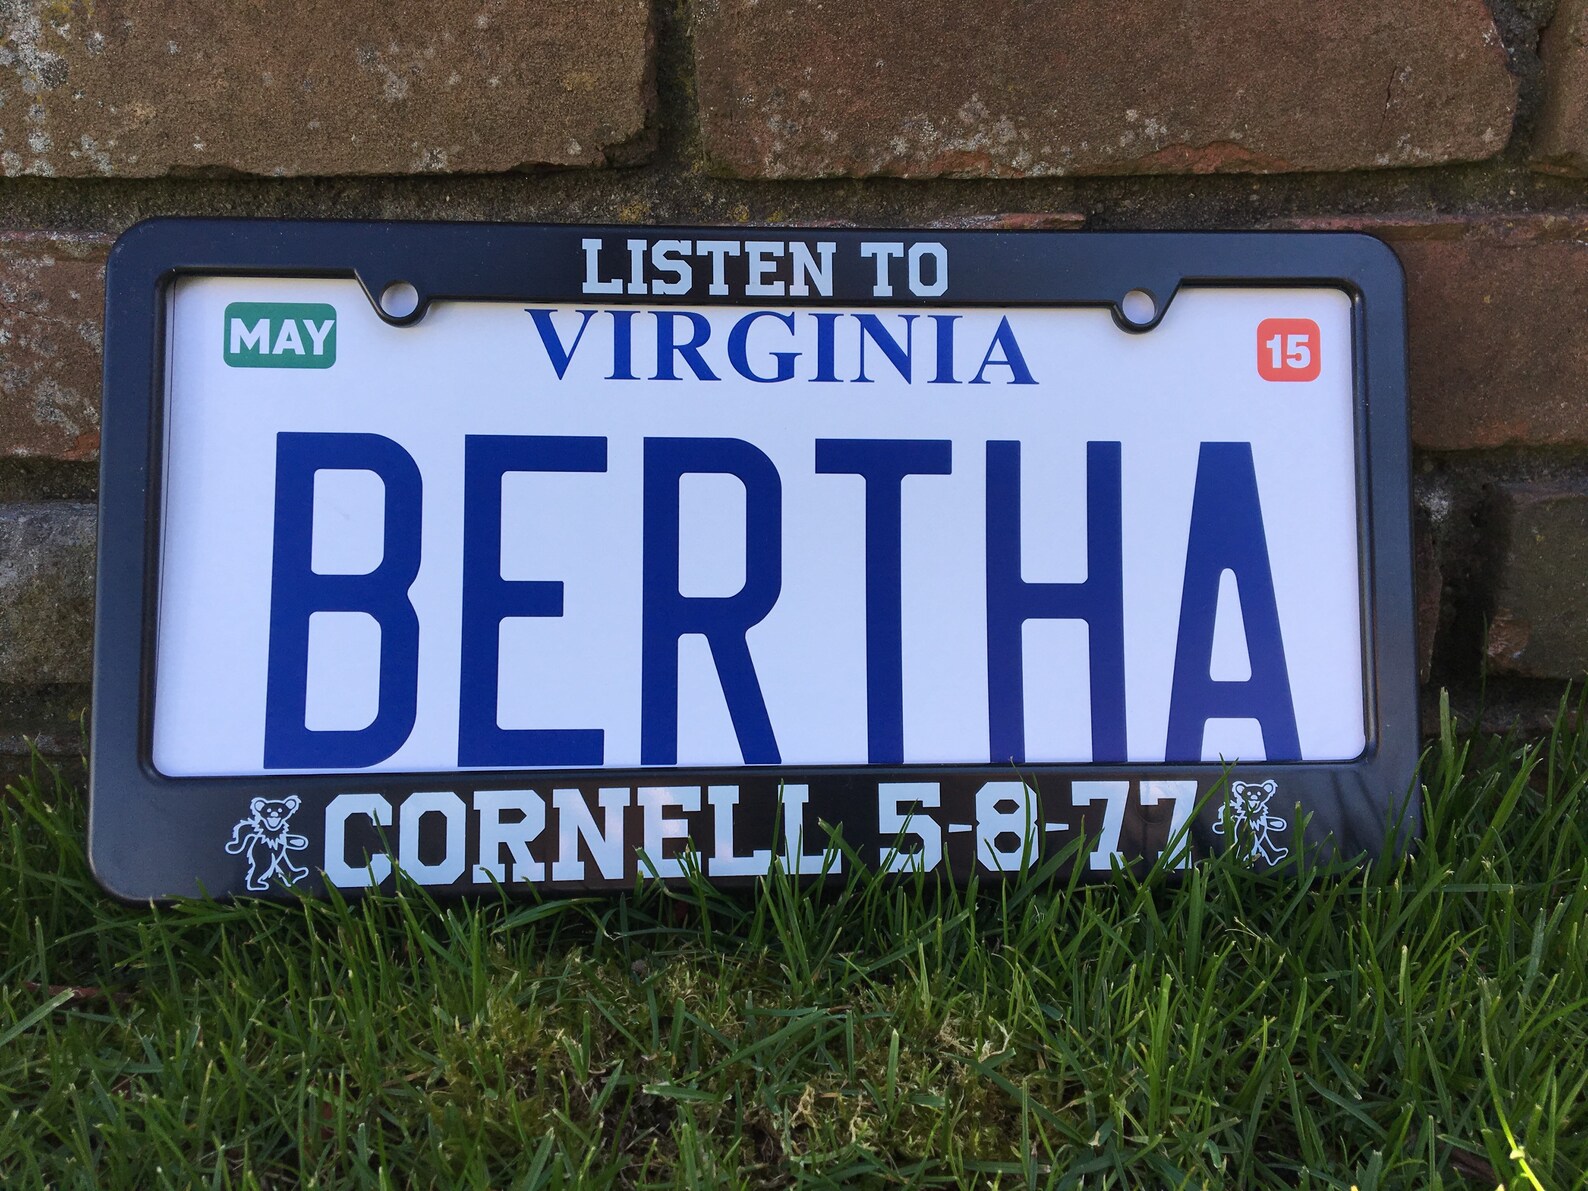 LISTEN TO
MAY
VIRGINIA
15
BERTHA
CORNELL 5-8-77